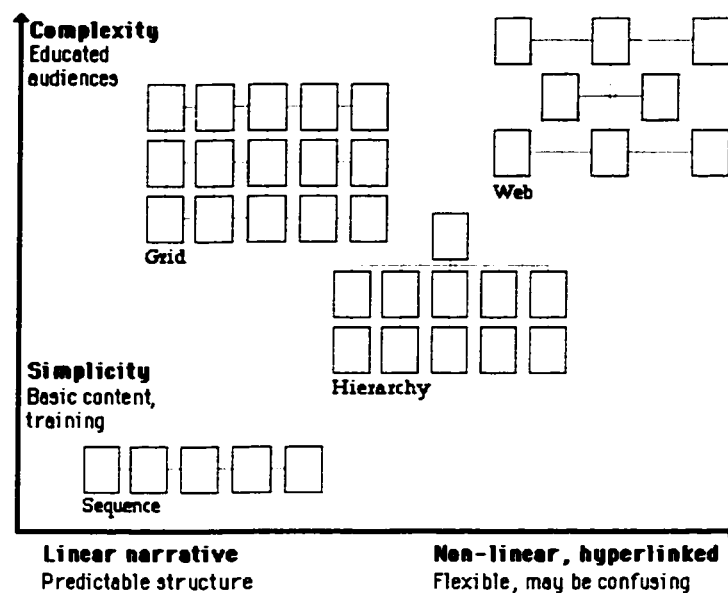 Complexity
Educated
audiences
Web
Grid
Simplicity
Basic content,
training
Hierarchy
Sequence
Linear narrative
Predictable structure
Non-linear, hyperlinked
Flexible, may be confusing